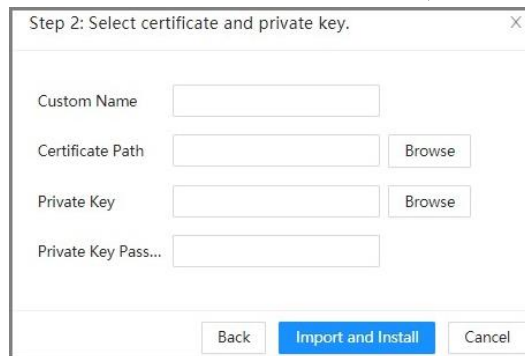 Step 2: Select certificate and private key. X
Custom Name
Certificate Path Browse
Private Key Browse
Private Key Pass...
Back Import and Install Cancel